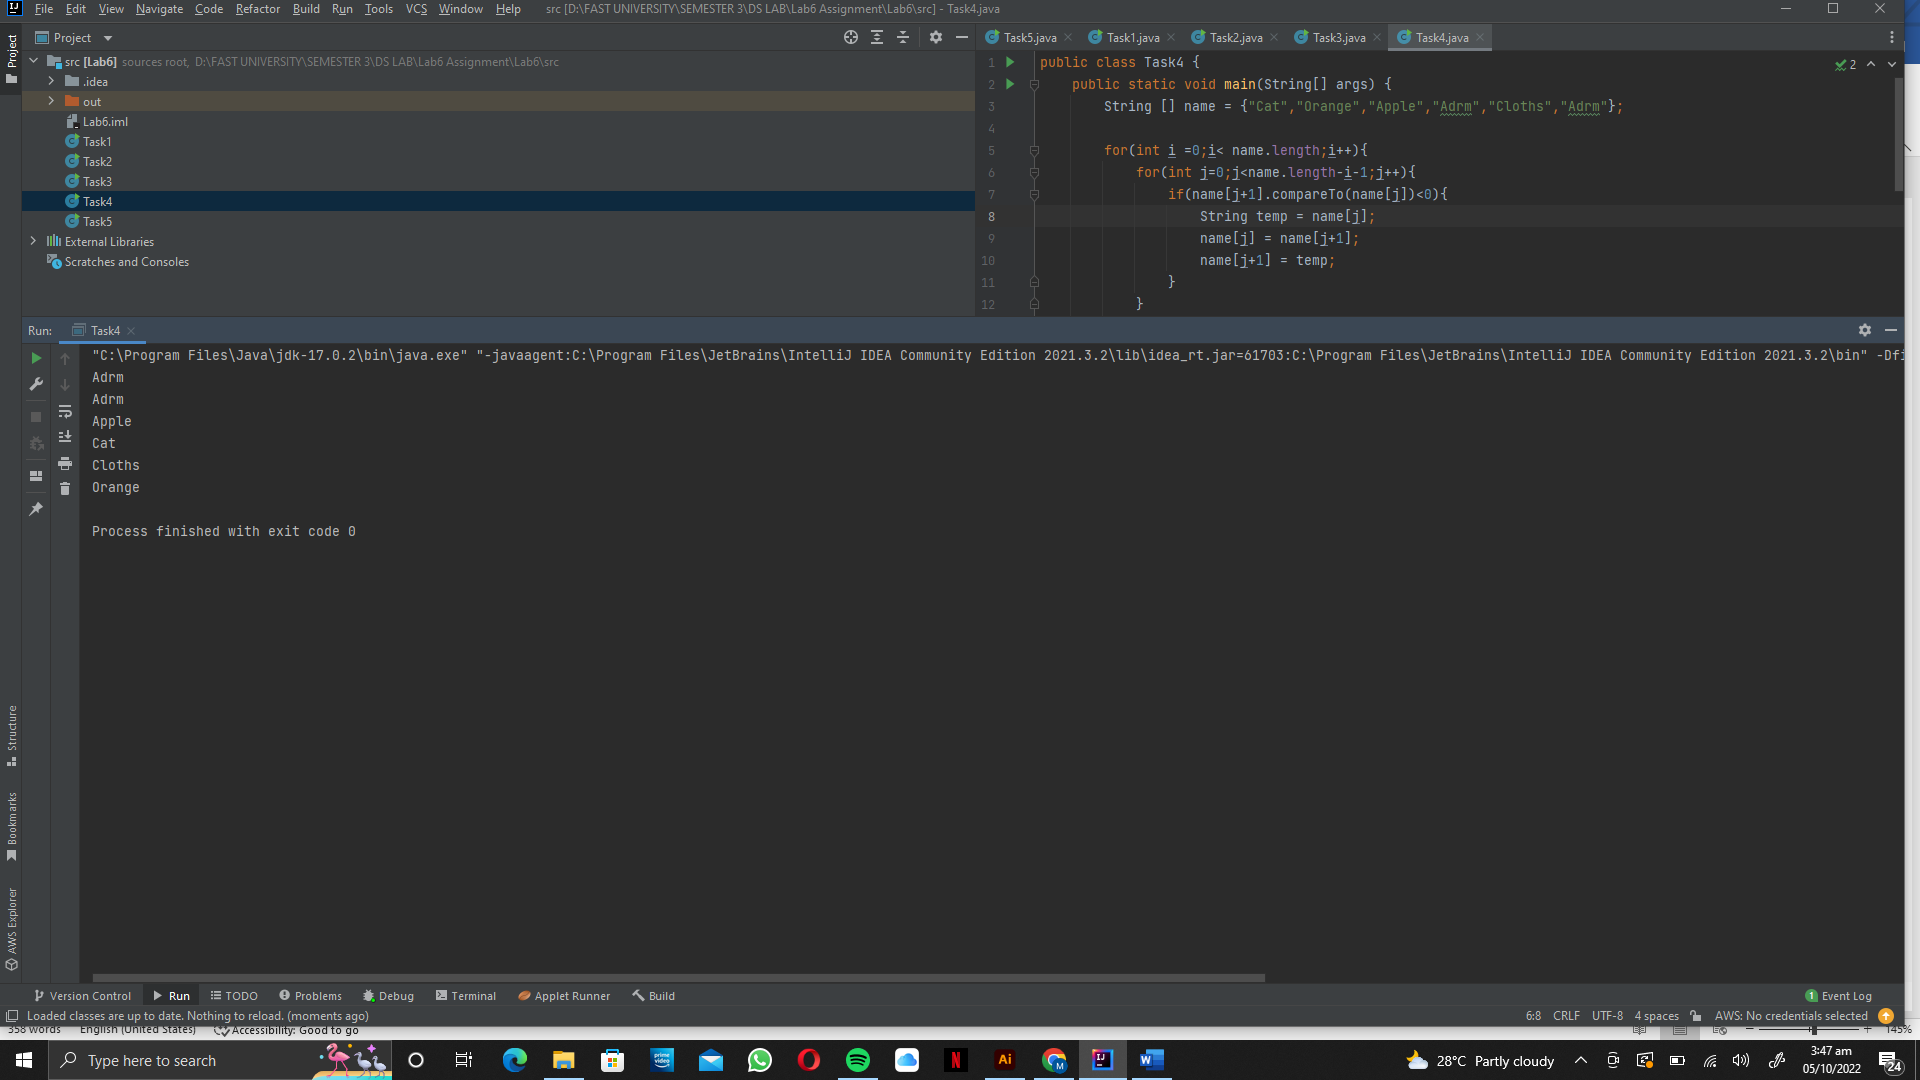 File Edit View Navigate Code Refactor Build Run Tools VCS Window Help src [D:\FAST UNIVERSITY\SEMESTER 3\DS LAB\Lab6 Assignment\Lab6\src] - Task4.java
Project
Project
src [Lab6] sources root, D:\FAST UNIVERSITY\SEMESTER 3\DS LAB\Lab6 Assignment\Lab6\src
.idea
out
Lab6.iml
Task1
Task2
Task3
Task4
Task5
External Libraries
Scratches and Consoles
Task5.java Task1.java Task2.java Task3.java Task4.java
2
1 public class Task4 {
2 public static void main(String[] args) {
3 String [] name = {"Cat","Orange","Apple","Adrm","Cloths","Adrm"};
4
5 for(int i =0;i< name.length;i++){
6 for(int j=0;j<name.length-i-1;j++){
7 if(name[j+1].compareTo(name[j])<0){
8 String temp = name[j];
9 name[j] = name[j+1];
10 name[j+1] = temp;
11 }
12 }
Run: Task4
"C:\Program Files\Java\jdk-17.0.2\bin\java.exe" "-javaagent:C:\Program Files\JetBrains\IntelliJ IDEA Community Edition 2021.3.2\lib\idea_rt.jar=61703:C:\Program Files\JetBrains\IntelliJ IDEA Community Edition 2021.3.2\bin" -Dfi
Adrm
Adrm
Apple
Cat
Cloths
Orange
Process finished with exit code 0
Structure
Bookmarks
AWS Explorer
Version Control Run TODO Problems Debug Terminal Applet Runner Build 1 Event Log
Loaded classes are up to date. Nothing to reload. (moments ago) 6:8 CRLF UTF-8 4 spaces AWS: No credentials selected
358 words English (United States) Accessibility: Good to go 145%
Type here to search prime video Ai M IJ W 28°C Partly cloudy 3:47 am
05/10/2022 24